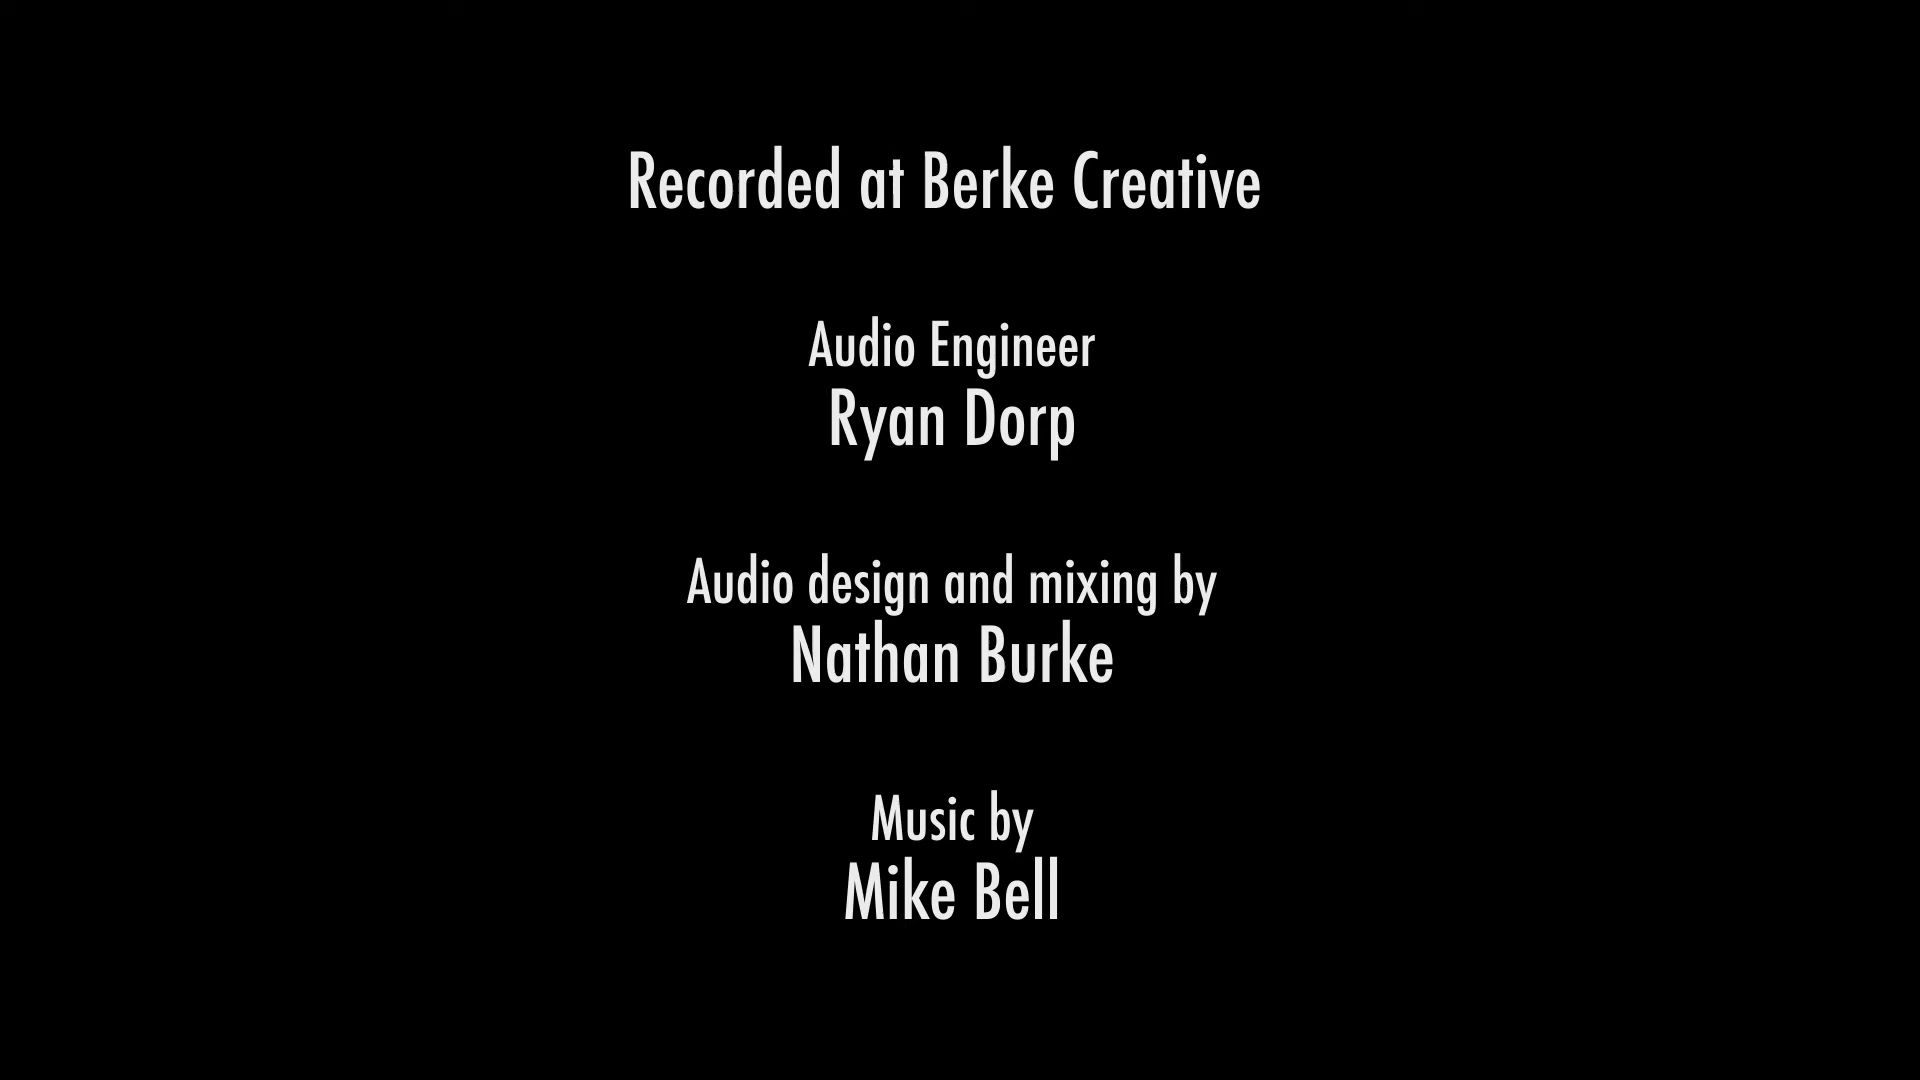 Recorded at Berke Creative
Audio Engineer
Ryan Dorp
Audio design and mixing by
Nathan Burke
Music by
Mike Bell